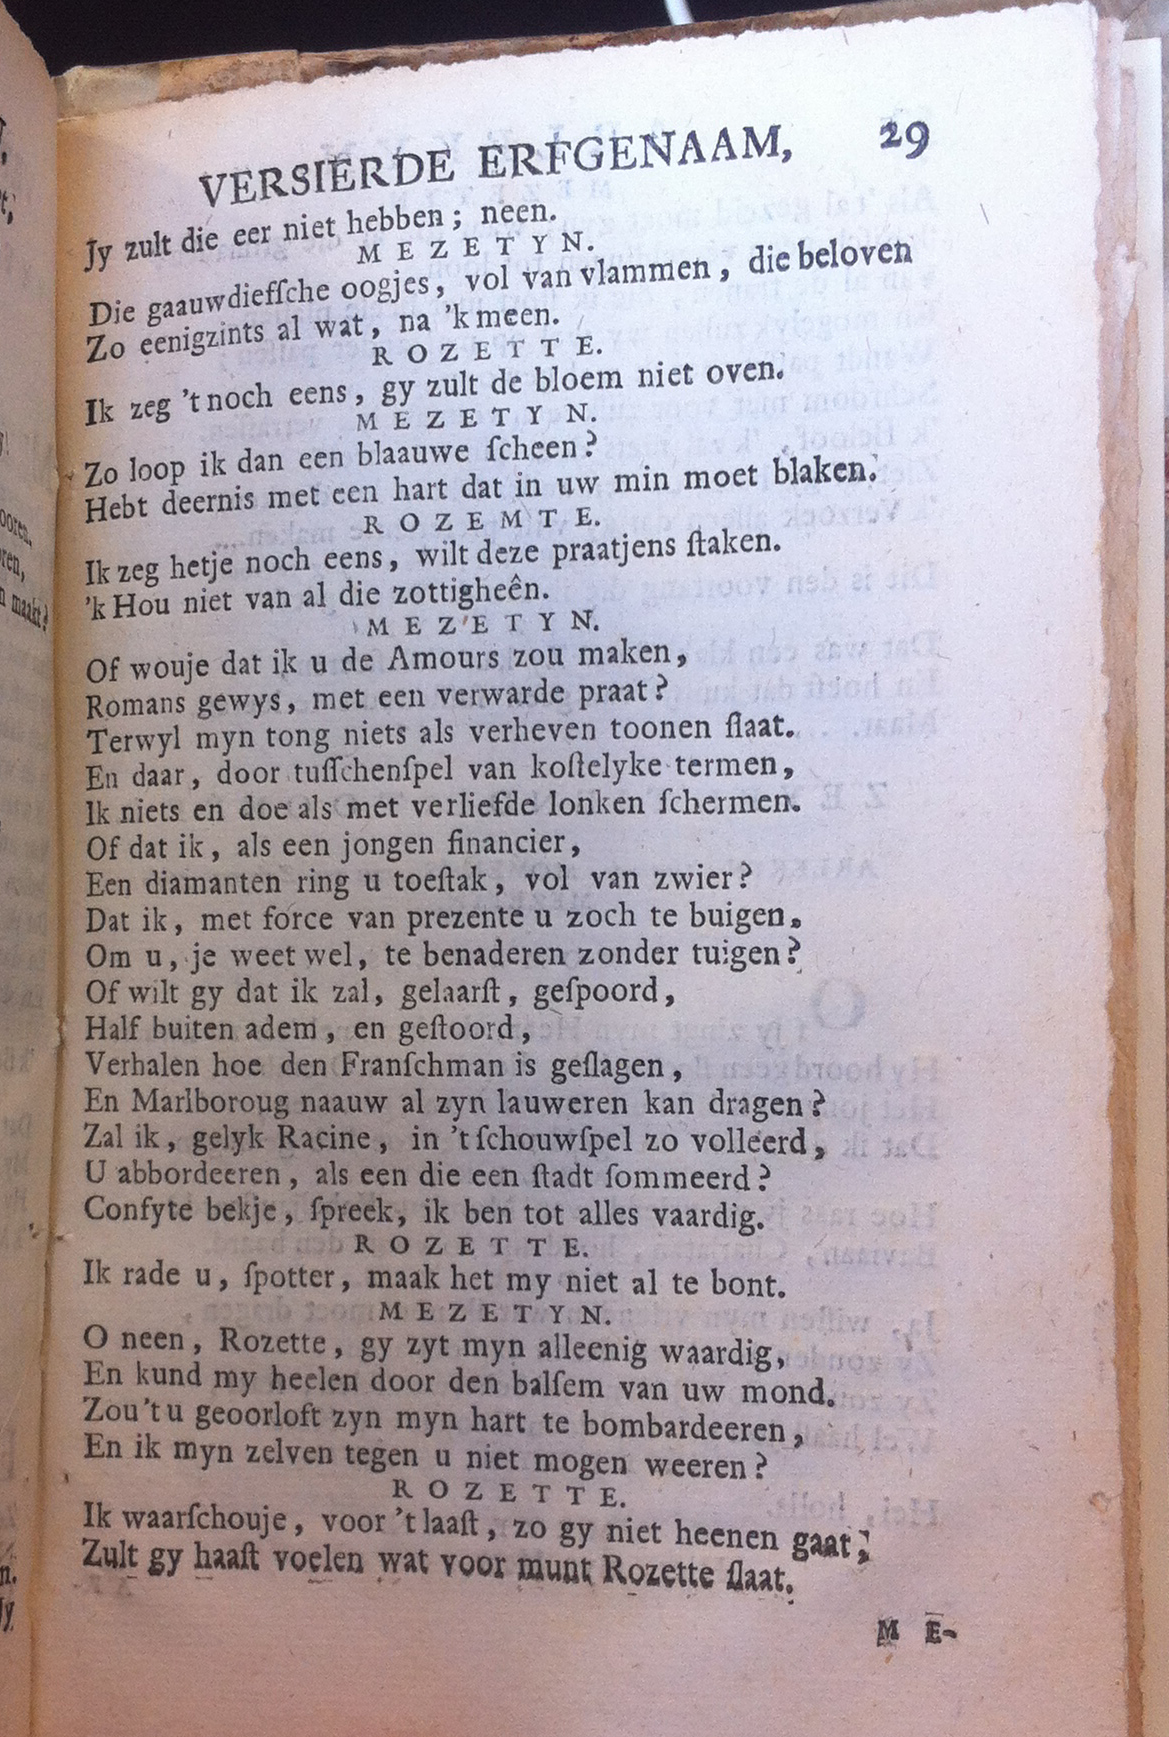 VERSIERDE ERFGENAAM, 29
Jy zult die eer niet hebben; neen.
MEZETYN.
Die gaauwdiefſche oogjes, vol van vlammen, die beloven
Zo eenigzints al wat, na 'k meen.
ROZETTE.
Ik zeg 't noch eens, gy zult de bloem niet oven.
MEZETYN.
Zo loop ik dan een blaauwe ſcheen?
Hebt deernis met een hart dat in uw min moet blaken.
ROZEMTE.
Ik zeg hetje noch eens, wilt deze praatjens ſtaken.
'k Hou niet van al die zottigheên.
MEZETYN.
Of wouje dat ik u de Amours zou maken,
Romans gewys, met een verwarde praat?
Terwyl myn tong niets als verheven toonen ſlaat.
En daar, door tuſſchenſpel van koſtelyke termen,
Ik niets en doe als met verliefde lonken ſchermen.
Of dat ik, als een jongen financier,
Een diamanten ring u toeſtak, vol van zwier?
Dat ik, met force van prezente u zoch te buigen,
Om u, je weet wel, te benaderen zonder tuigen?
Of wilt gy dat ik zal, gelaarſt, geſpoord,
Half buiten adem, en geſtoord,
Verhalen hoe den Franſchman is geſlagen,
En Marlboroug naauw al zyn lauweren kan dragen?
Zal ik, gelyk Racine, in 't ſchouwſpel zo volleerd,
U abbordeeren, als een die een ſtadt ſommeerd?
Confyte bekje, ſpreek, ik ben tot alles vaardig.
ROZETTE.
Ik rade u, ſpotter, maak het my niet al te bont.
MEZETYN.
O neen, Rozette, gy zyt myn alleenig waardig,
En kund my heelen door den balſem van uw mond.
Zou 't u geoorloft zyn myn hart te bombardeeren,
En ik myn zelven tegen u niet mogen weeren?
ROZETTE.
Ik waarſchouje, voor 't laaſt, zo gy niet heenen gaat,
Zult gy haaſt voelen wat voor munt Rozette ſlaat.
ME-